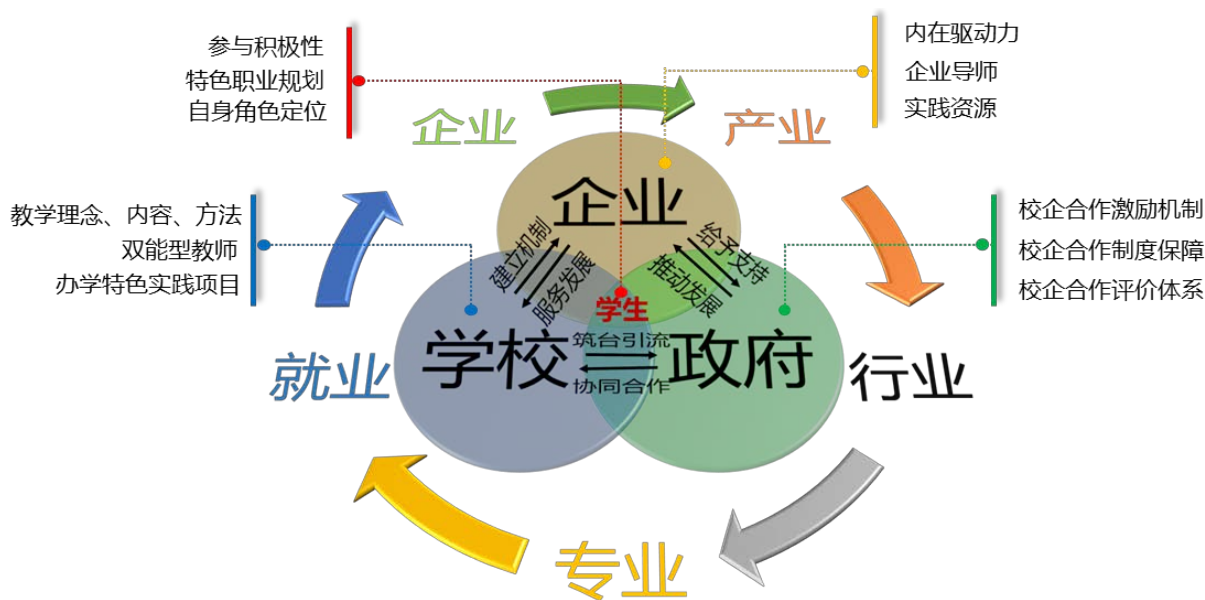 参与积极性
特色职业规划
自身角色定位
内在驱动力
企业导师
实践资源
企业
产业
教学理念、内容、方法
双能型教师
办学特色实践项目
校企合作激励机制
校企合作制度保障
校企合作评价体系
企业
建立机制
服务发展
给予支持
推动发展
学生
学校
筑台引流
协同合作
政府
就业
行业
专业